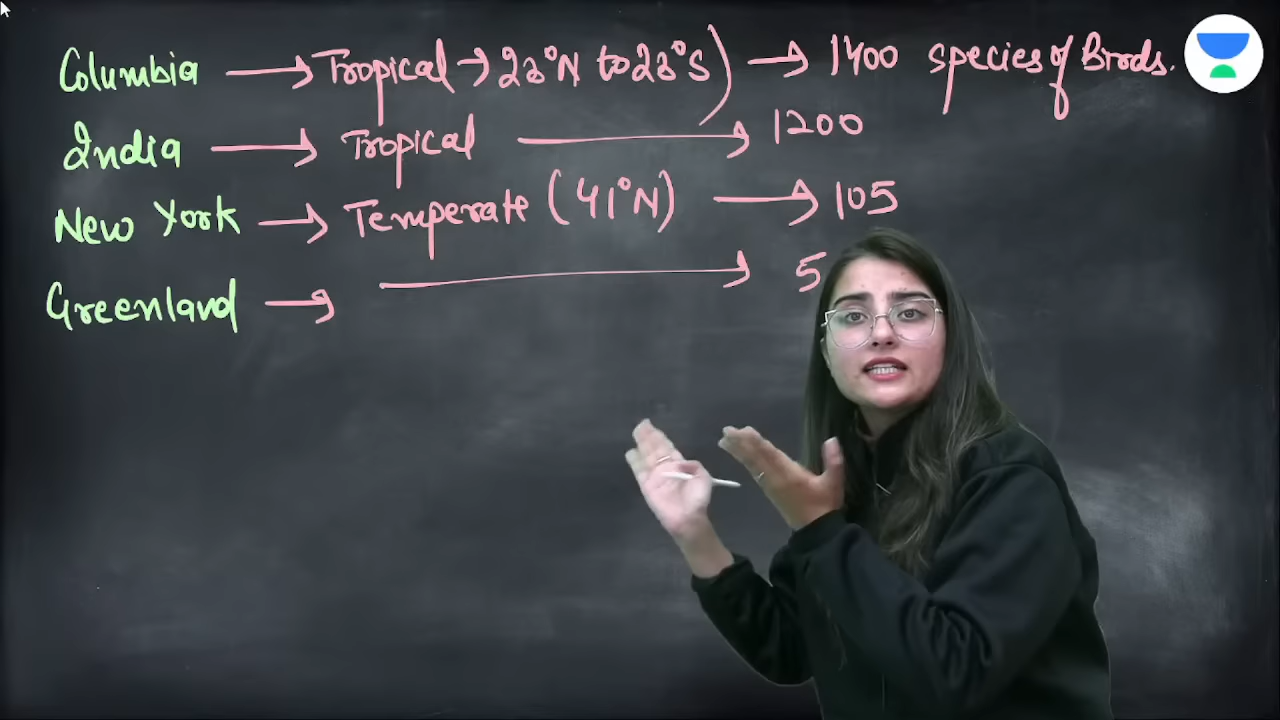 Columbia → Tropical → 23°N to 23°S) → 1400 species of Birds.
India → Tropical → 1200
New York → Temperate (41°N) → 105
Greenland → → 5